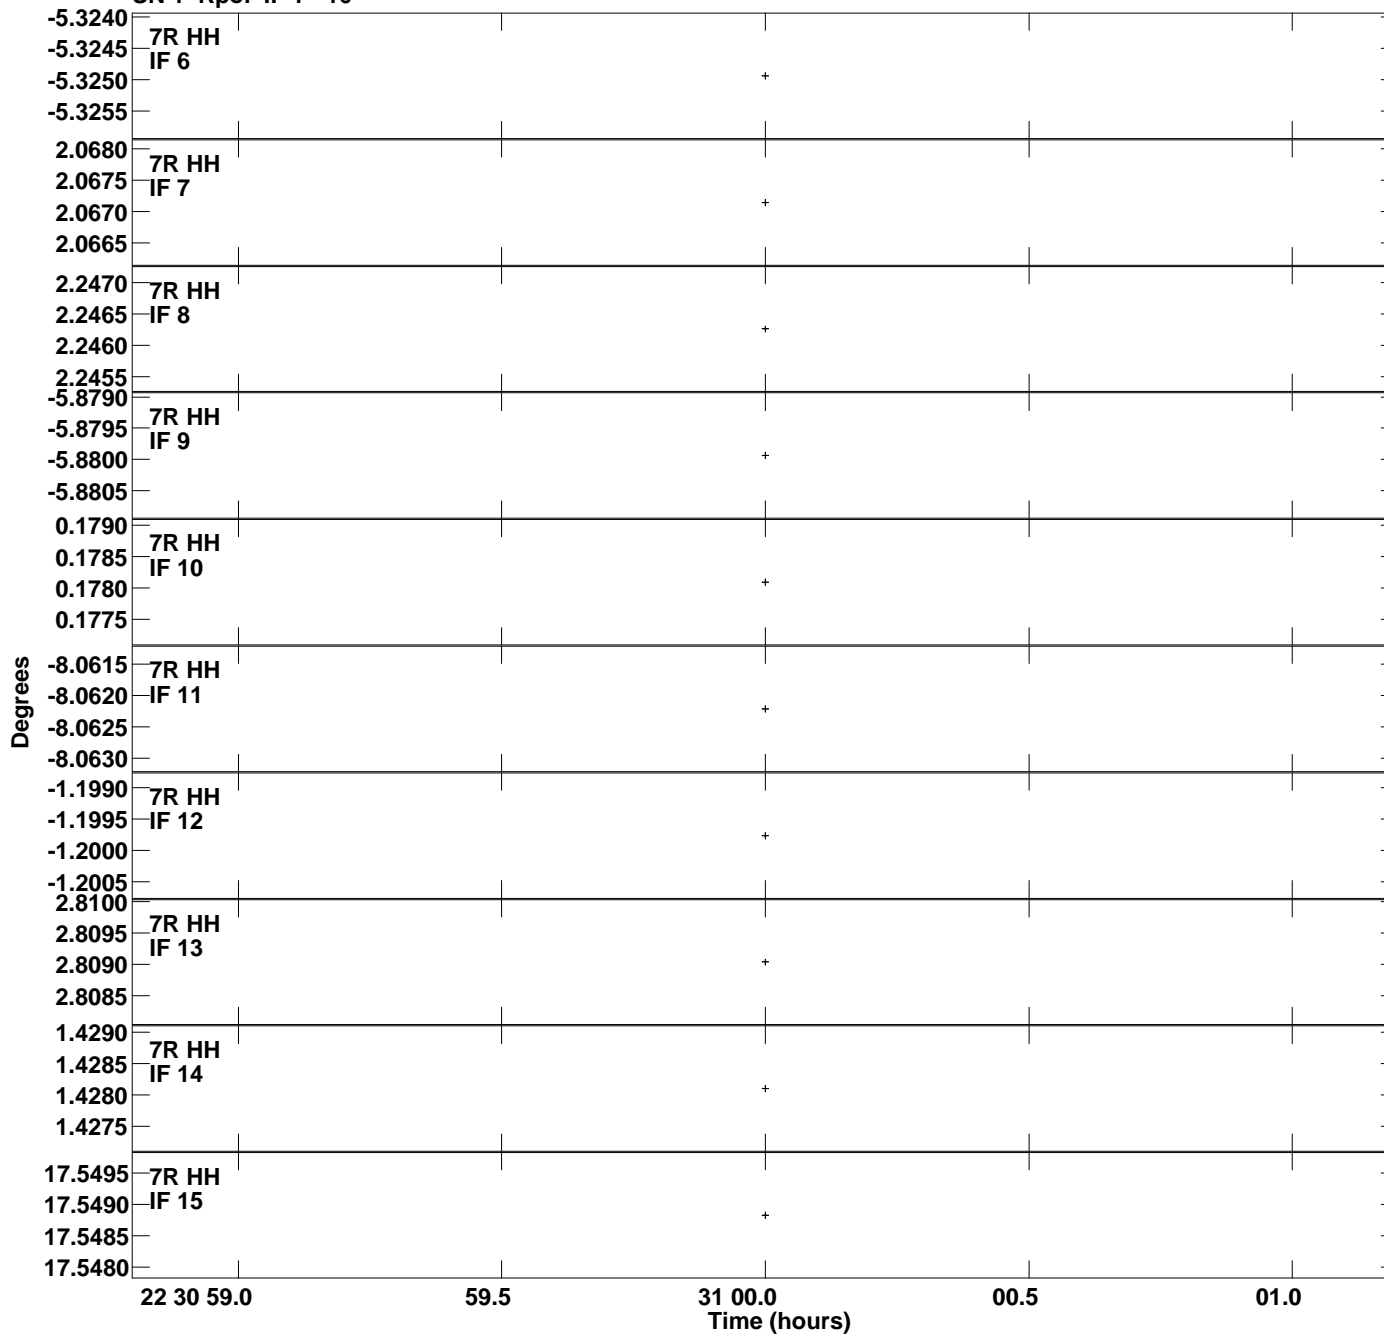 -5.3240
7R HH
-5.3245
IF 6
-5.3250
-5.3255
2.0680
7R HH
2.0675
IF 7
2.0670
2.0665
2.2470
7R HH
2.2465
IF 8
2.2460
2.2455
-5.8790
7R HH
-5.8795
IF 9
-5.8800
-5.8805
0.1790
7R HH
0.1785
IF 10
0.1780
0.1775
-8.0615
7R HH
-8.0620
IF 11
-8.0625
-8.0630
Degrees
-1.1990
7R HH
-1.1995
IF 12
-1.2000
-1.2005
2.8100
7R HH
2.8095
IF 13
2.8090
2.8085
1.4290
7R HH
1.4285
IF 14
1.4280
1.4275
17.5495
7R HH
17.5490
IF 15
17.5485
17.5480
22 30 59.0 59.5 31 00.0 00.5 01.0
Time (hours)